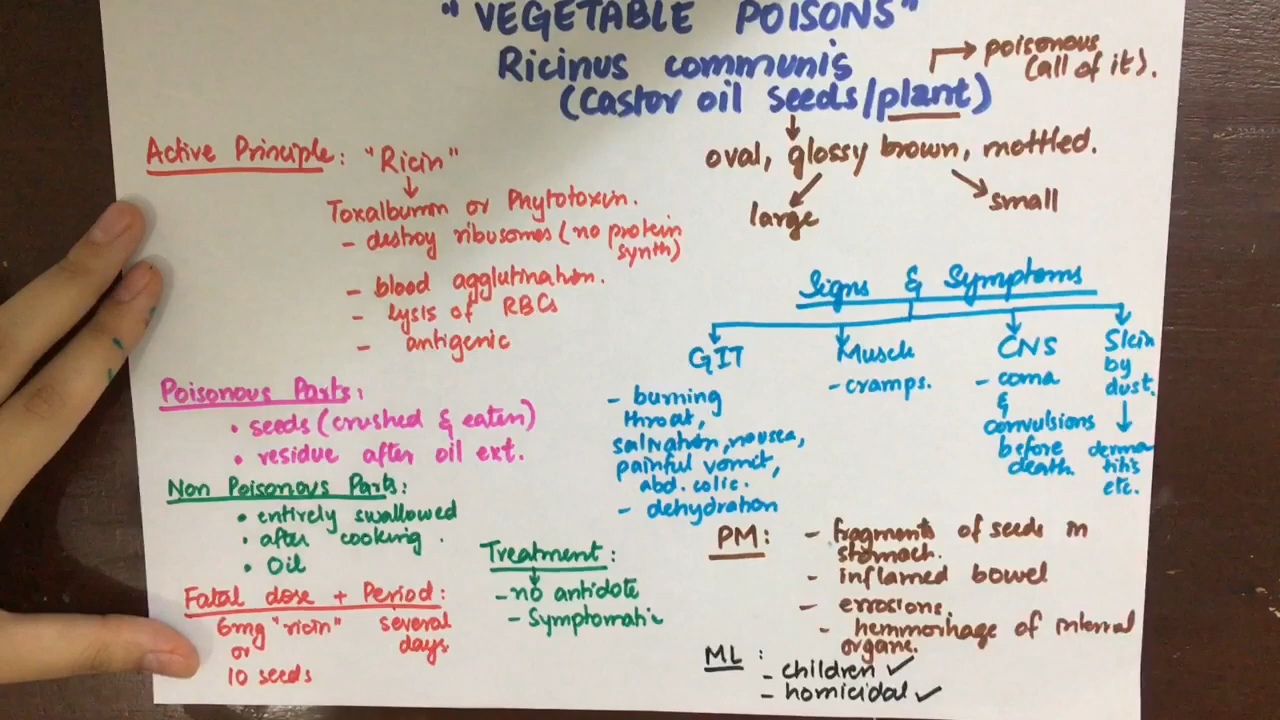 "VEGETABLE POISONS"
Ricinus communis
(Castor oil seeds/plant)
poisonous
(all of it).
oval, glossy brown, mottled.
large
small
Active Principle: "Ricin"
Toxalbumin or Phytotoxin.
- destroy ribosomes (no protein
synth)
- blood agglutination.
- lysis of RBCs
- antigenic
Poisonous Parts:
• seeds (crushed & eaten)
• residue after oil ext.
Non Poisonous Parts:
• entirely swallowed
• after cooking.
• Oil
Fatal dose + Period:
6mg "ricin"
or
10 seeds
several
days
Treatment:
- no antidote
- Symptomatic
Signs & Symptoms
GIT
- burning
throat,
salivation, nausea,
painful vomit,
abd. colic.
- dehydration
Muscle
- cramps.
CNS
- coma
&
convulsions
before
death.
Skin
by
dust.
derma
titis
etc.
PM:
- fragments of seeds in
stomach.
- inflamed bowel
- errosions.
- hemmorhage of internal
organs.
ML:
- children ✓
- homicidal ✓